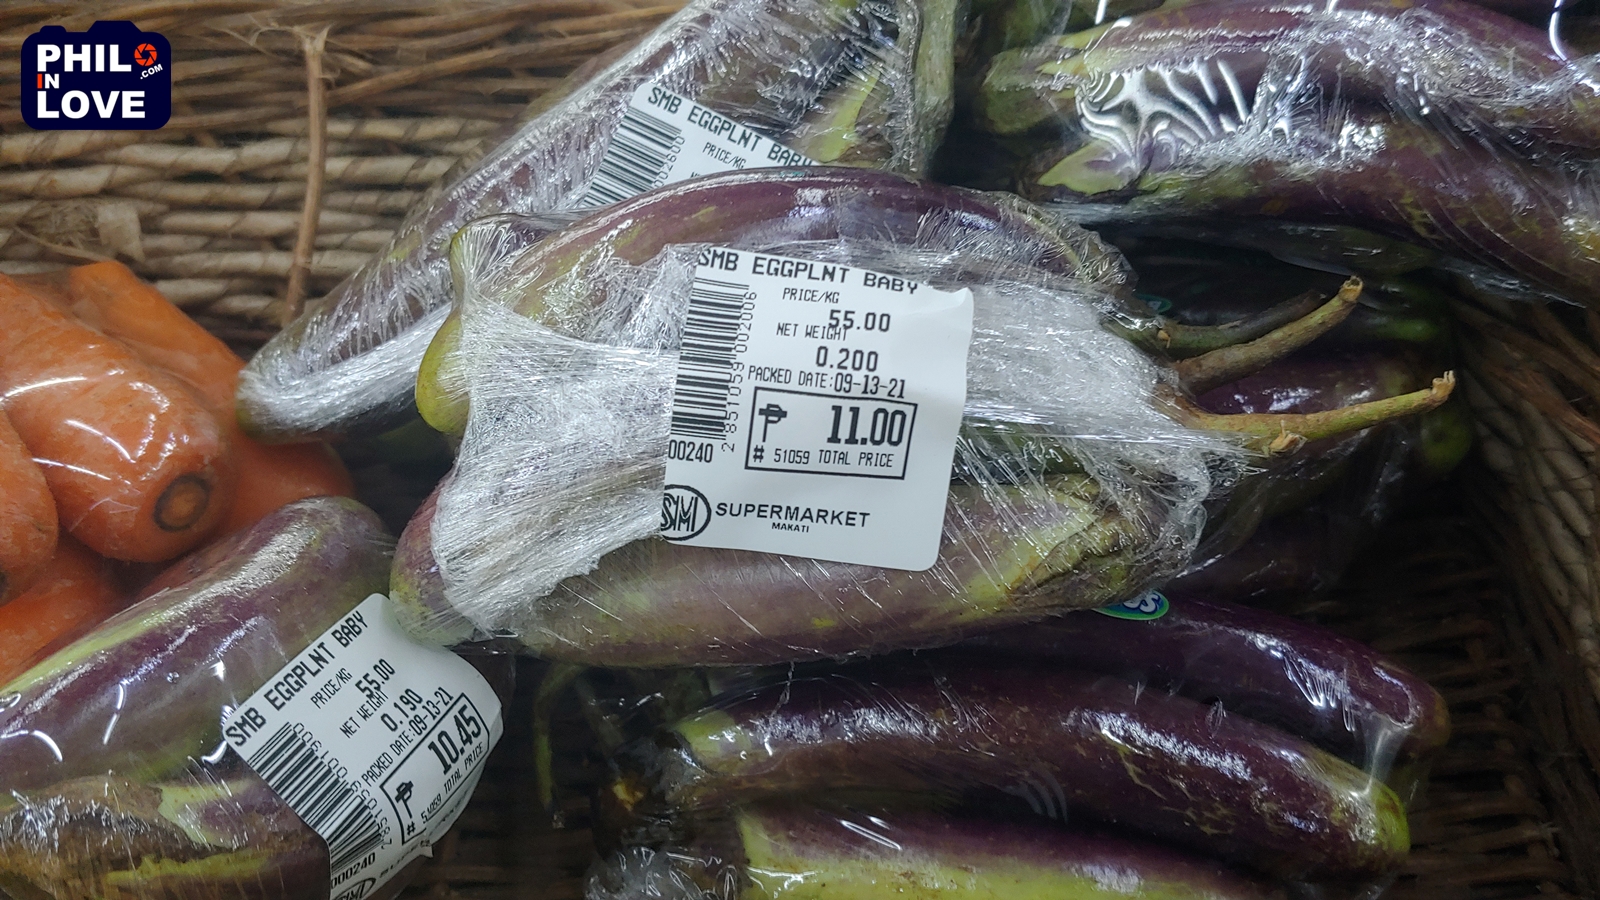 PHIL
IN
.COM
LOVE
SMB EGGPLNT BABY
PRICE/KG
SMB EGGPLNT BABY
PRICE/KG
55.00
NET WEIGHT
0.200
PACKED DATE:09-13-21
₱ 11.00
# 51059 TOTAL PRICE
2851059002006
00240
SM SUPERMARKET
MAKATI
SMB EGGPLNT BABY
PRICE/KG
55.00
NET WEIGHT
0.190
PACKED DATE:09-13-21
₱ 10.45
# 51059 TOTAL PRICE
000240